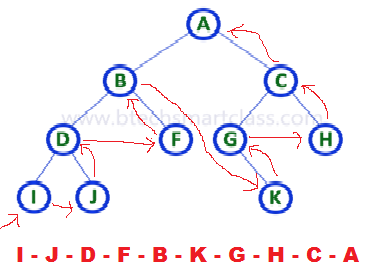 A
B
C
www.btechsmartclass.com
D
F
G
H
I
J
K
I - J - D - F - B - K - G - H - C - A